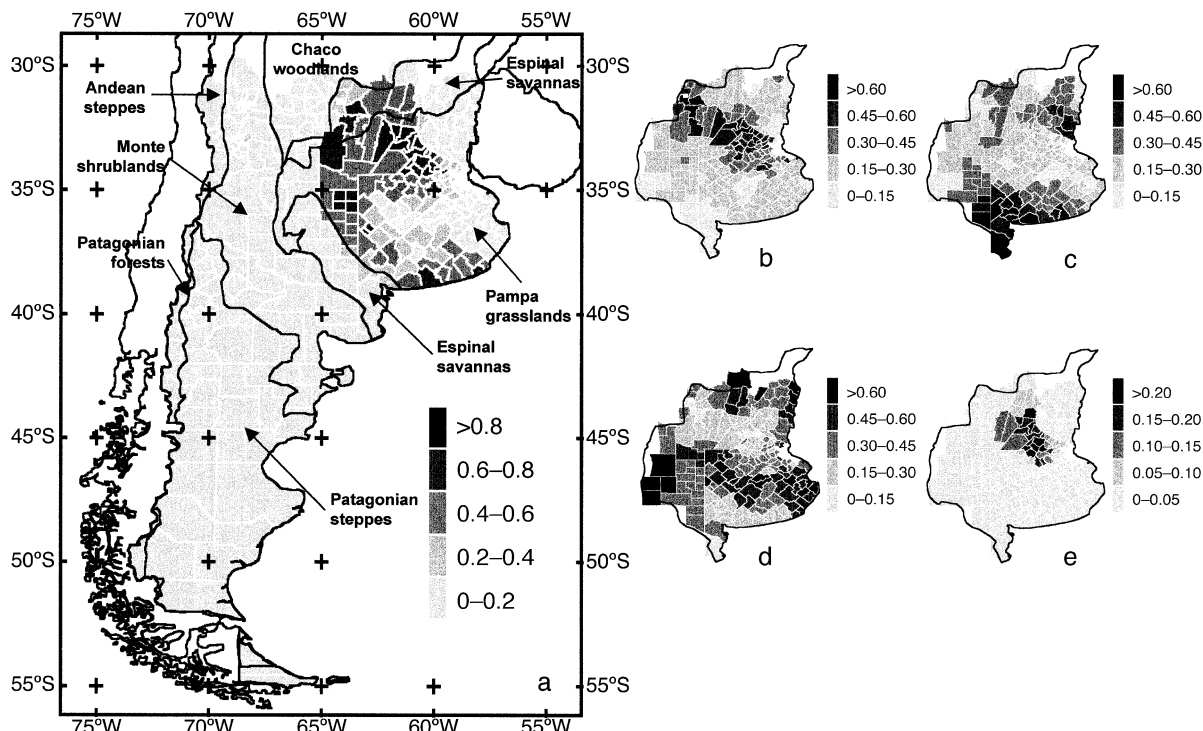 75°W 70°W 65°W 60°W 55°W
30°S
35°S
40°S
45°S
50°S
55°S
Chaco
woodlands
Espinal
savannas
Andean
steppes
Monte
shrublands
Patagonian
forests
Pampa
grasslands
Espinal
savannas
Patagonian
steppes
>0.8
0.6–0.8
0.4–0.6
0.2–0.4
0–0.2
a
30°S
35°S
40°S
45°S
50°S
55°S
75°W 70°W 65°W 60°W 55°W
>0.60
0.45–0.60
0.30–0.45
0.15–0.30
0–0.15
b
>0.60
0.45–0.60
0.30–0.45
0.15–0.30
0–0.15
c
>0.60
0.45–0.60
0.30–0.45
0.15–0.30
0–0.15
d
>0.20
0.15–0.20
0.10–0.15
0.05–0.10
0–0.05
e